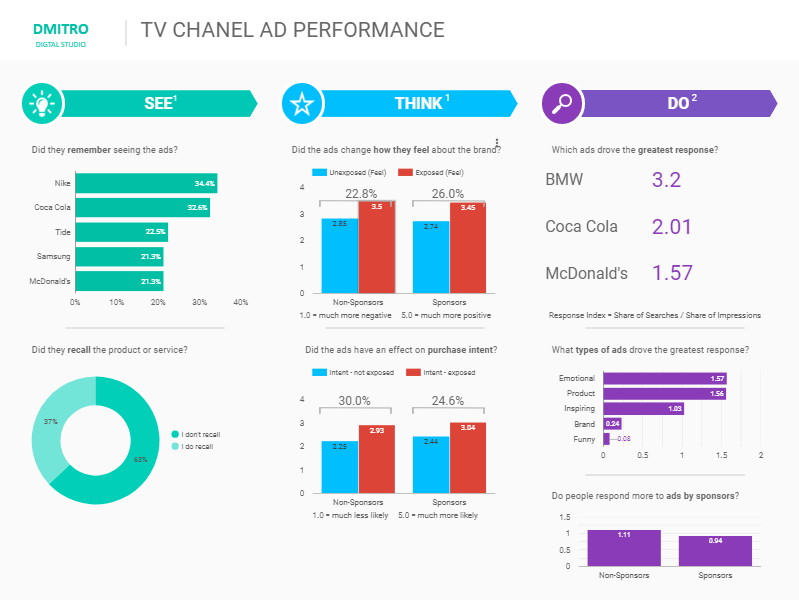 DMITRO
DIGTAL STUDIO
TV CHANEL AD PERFORMANCE
SEE1
Did they remember seeing the ads?
Nike 34.4%
Coca Cola 32.6%
Tide 22.5%
Samsung 21.3%
McDonald's 21.3%
0% 10% 20% 30% 40%
Did they recall the product or service?
37%
63%
I don't recall
I do recall
THINK 1
Did the ads change how they feel about the brand?
Unexposed (Feel) Exposed (Feel)
4
3
2
1
0
22.8% 26.0%
3.5 2.74 3.45
Non-Sponsors Sponsors
1.0 = much more negative 5.0 = much more positive
Did the ads have an effect on purchase intent?
Intent - not exposed Intent - exposed
4
3
2
1
0
30.0% 24.6%
2.25 2.93 2.44 3.04
Non-Sponsors Sponsors
1.0 = much less likely 5.0 = much more likely
DO 2
Which ads drove the greatest response?
BMW 3.2
Coca Cola 2.01
McDonald's 1.57
Response Index = Share of Searches / Share of Impressions
What types of ads drove the greatest response?
Emotional 1.57
Product 1.56
Inspiring 1.03
Brand 0.24
Funny 0.08
0 0.5 1 1.5 2
Do people respond more to ads by sponsors?
1.5
1
0.5
0
1.11 0.94
Non-Sponsors Sponsors